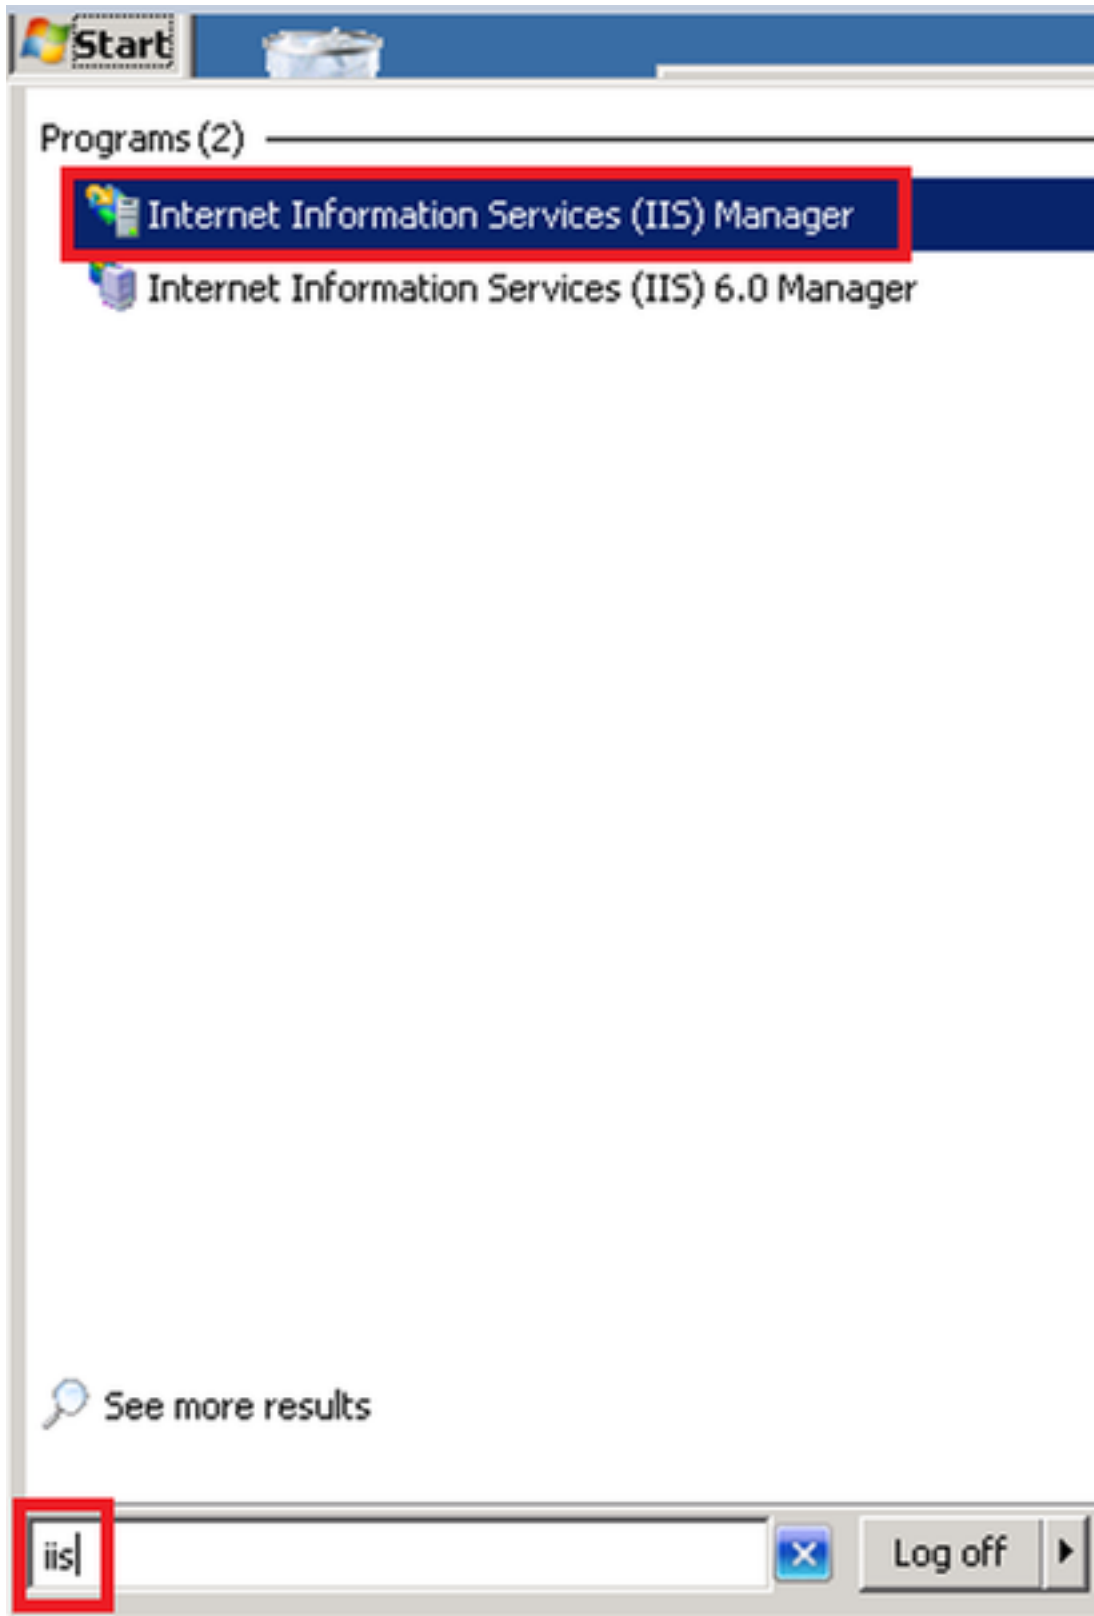 Start
Programs (2)
Internet Information Services (IIS) Manager
Internet Information Services (IIS) 6.0 Manager
See more results
iis
Log off